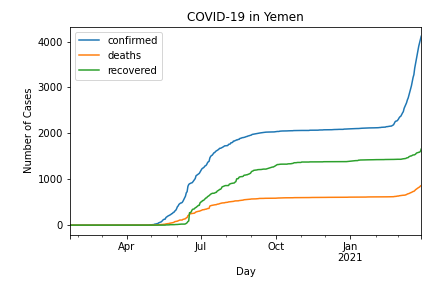 COVID-19 in Yemen
confirmed
deaths
recovered
Number of Cases
4000
3000
2000
1000
0
Apr
Jul
Oct
Jan
2021
Day